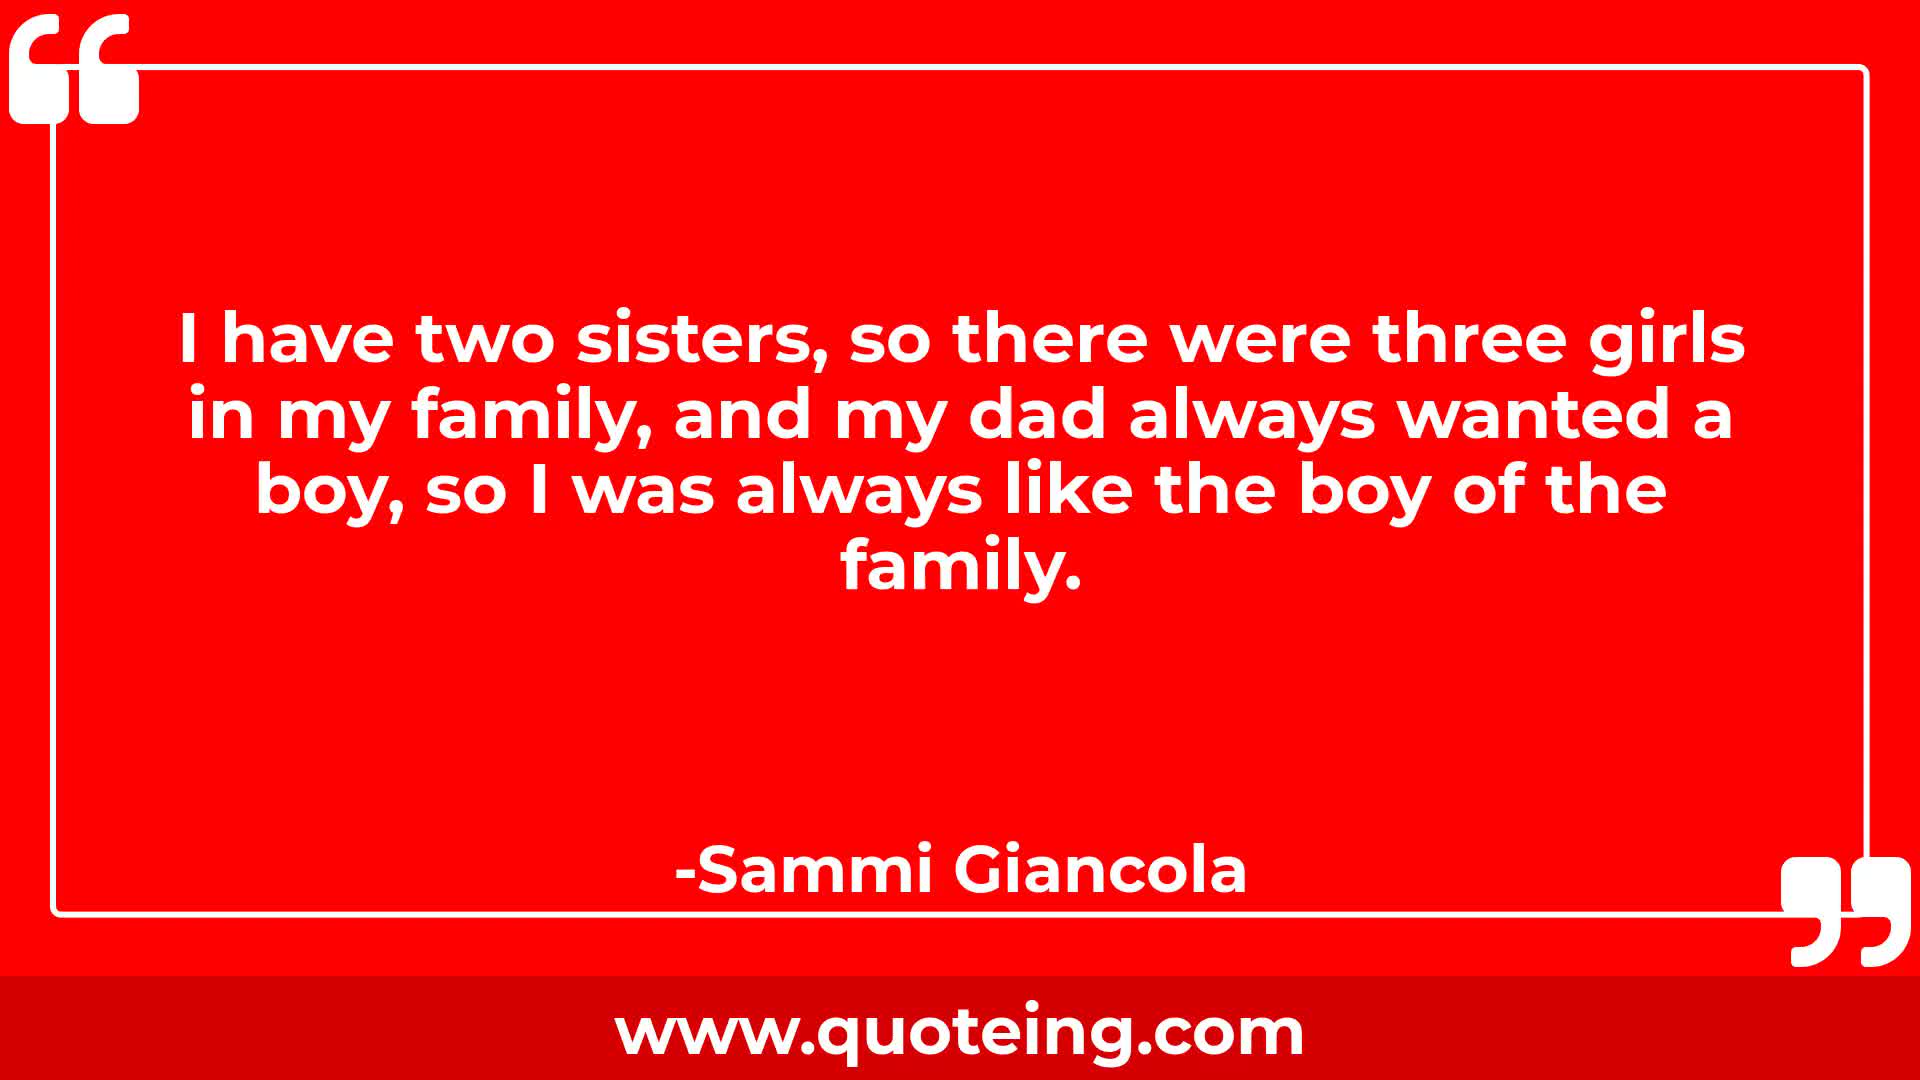 I have two sisters, so there were three girls
in my family, and my dad always wanted a
boy, so I was always like the boy of the
family.
-Sammi Giancola
www.quoteing.com